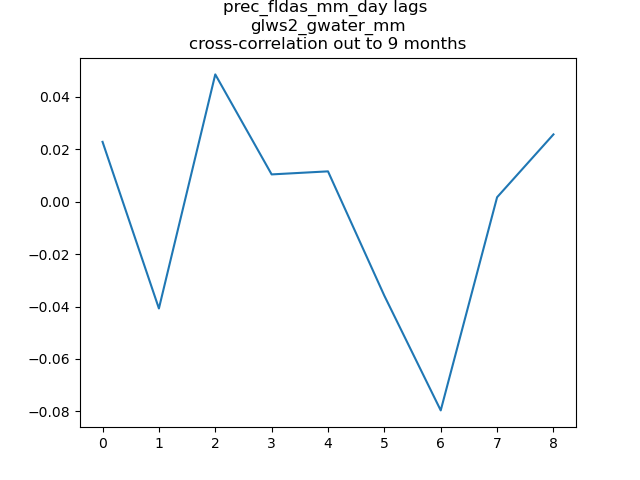 prec_fldas_mm_day lags
glws2_gwater_mm
cross-correlation out to 9 months
0.04
0.02
0.00
−0.02
−0.04
−0.06
−0.08
0 1 2 3 4 5 6 7 8